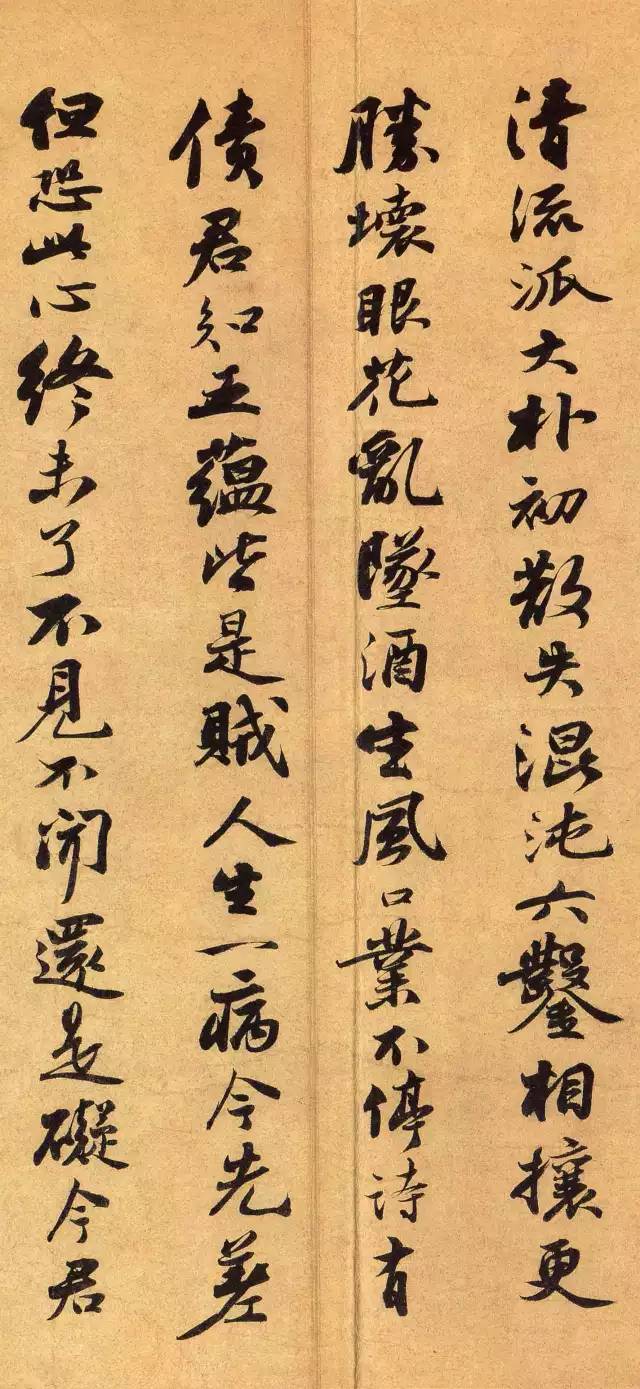 清流派大朴初散失混沌六鑿相攘更
勝壞眼花亂墜酒生風口業不停詩有
債君知五蘊皆是賊人生一病今先差
但恐此心終未了不見不聞還是礙今君